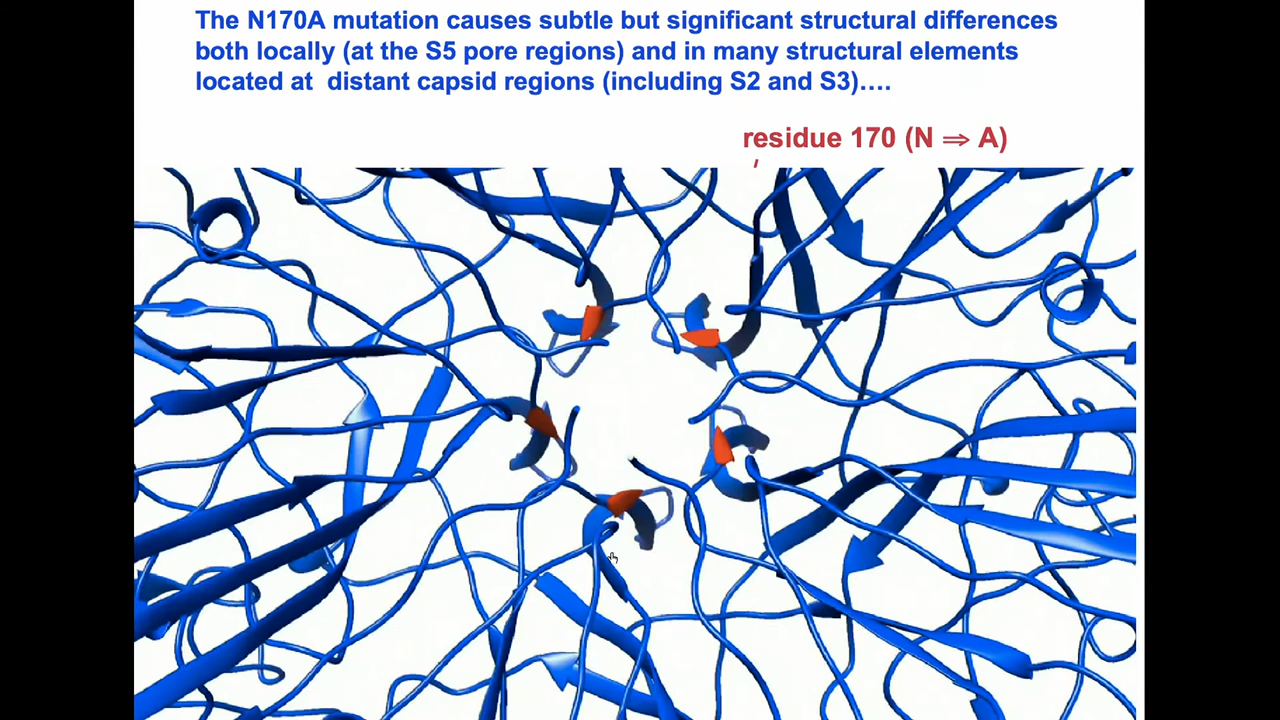 The N170A mutation causes subtle but significant structural differences
both locally (at the S5 pore regions) and in many structural elements
located at distant capsid regions (including S2 and S3)….
residue 170 (N ⇒ A)